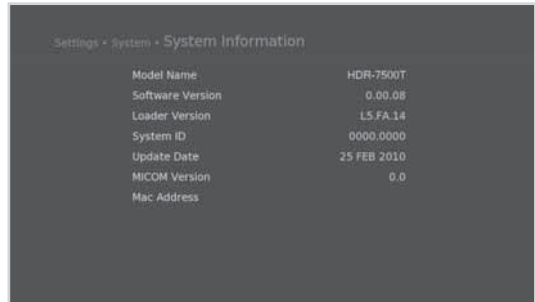 Settings • System • System Information
Model Name HDR-7500T
Software Version 0.00.08
Loader Version L5.FA.14
System ID 0000.0000
Update Date 25 FEB 2010
MICOM Version 0.0
Mac Address